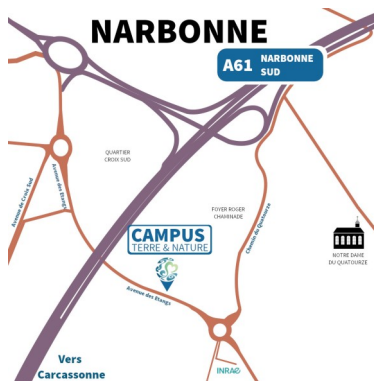 NARBONNE
A61 NARBONNE
SUD
QUARTIER
CROIX SUD
Avenue de Croix Sud
Avenue des Etangs
FOYER ROGER
CHAMINADE
Chemin du Quatourze
CAMPUS
TERRE & NATURE
NOTRE DAME
DU QUATOURZE
Avenue des Etangs
INRAE
Vers
Carcassonne